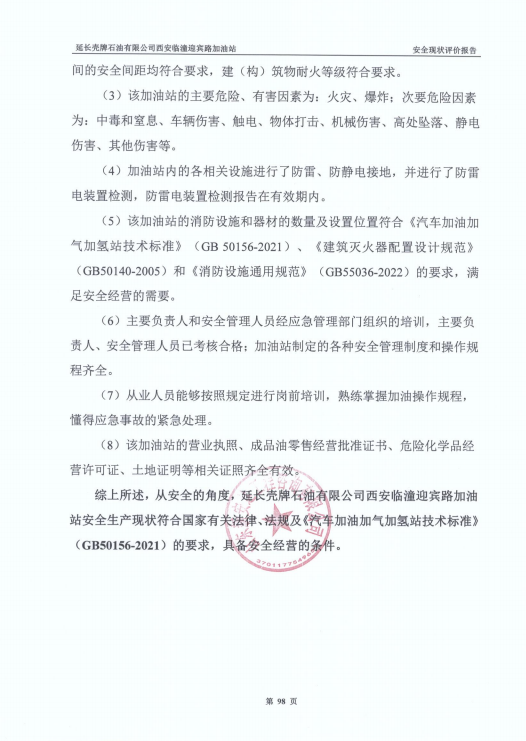 延长壳牌石油有限公司西安临潼迎宾路加油站 安全现状评价报告
间的安全间距均符合要求，建（构）筑物耐火等级符合要求。
（3）该加油站的主要危险、有害因素为：火灾、爆炸；次要危险因素
为：中毒和窒息、车辆伤害、触电、物体打击、机械伤害、高处坠落、静电
伤害、其他伤害等。
（4）加油站内的各相关设施进行了防雷、防静电接地，并进行了防雷
电装置检测，防雷电装置检测报告在有效期内。
（5）该加油站的消防设施和器材的数量及设置位置符合《汽车加油加
气加氢站技术标准》（GB 50156-2021）、《建筑灭火器配置设计规范》
（GB50140-2005）和《消防设施通用规范》（GB55036-2022）的要求，满
足安全经营的需要。
（6）主要负责人和安全管理人员经应急管理部门组织的培训，主要负
责人、安全管理人员已考核合格；加油站制定的各种安全管理制度和操作规
程齐全。
（7）从业人员能够按照规定进行岗前培训，熟练掌握加油操作规程，
懂得应急事故的紧急处理。
（8）该加油站的营业执照、成品油零售经营批准证书、危险化学品经
营许可证、土地证明等相关证照齐全有效。
综上所述，从安全的角度，延长壳牌石油有限公司西安临潼迎宾路加油
站安全生产现状符合国家有关法律、法规及《汽车加油加气加氢站技术标准》
（GB50156-2021）的要求，具备安全经营的条件。
第 98 页